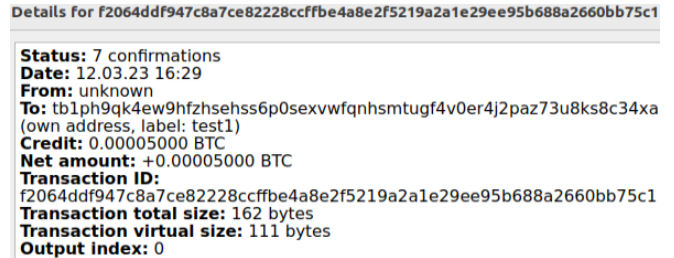 Details for f2064ddf947c8a7ce82228ccffbe4a8e2f5219a2a1e29ee95b688a2660bb75c1
Status: 7 confirmations
Date: 12.03.23 16:29
From: unknown
To: tb1ph9qk4ew9hfzhsehss6p0sexvwfqnhsmtugf4v0er4j2paz73u8ks8c34xa
(own address, label: test1)
Credit: 0.00005000 BTC
Net amount: +0.00005000 BTC
Transaction ID:
f2064ddf947c8a7ce82228ccffbe4a8e2f5219a2a1e29ee95b688a2660bb75c1
Transaction total size: 162 bytes
Transaction virtual size: 111 bytes
Output index: 0